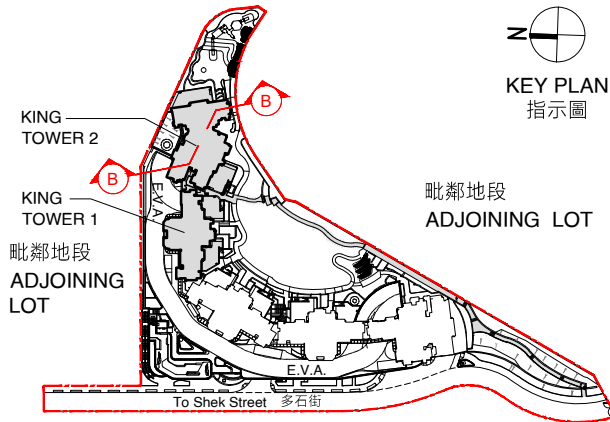 N
KEY PLAN
指示圖
KING
TOWER 2
B
B
KING
TOWER 1
E.V.A.
毗鄰地段
ADJOINING LOT
毗鄰地段
ADJOINING
LOT
E.V.A.
To Shek Street 多石街